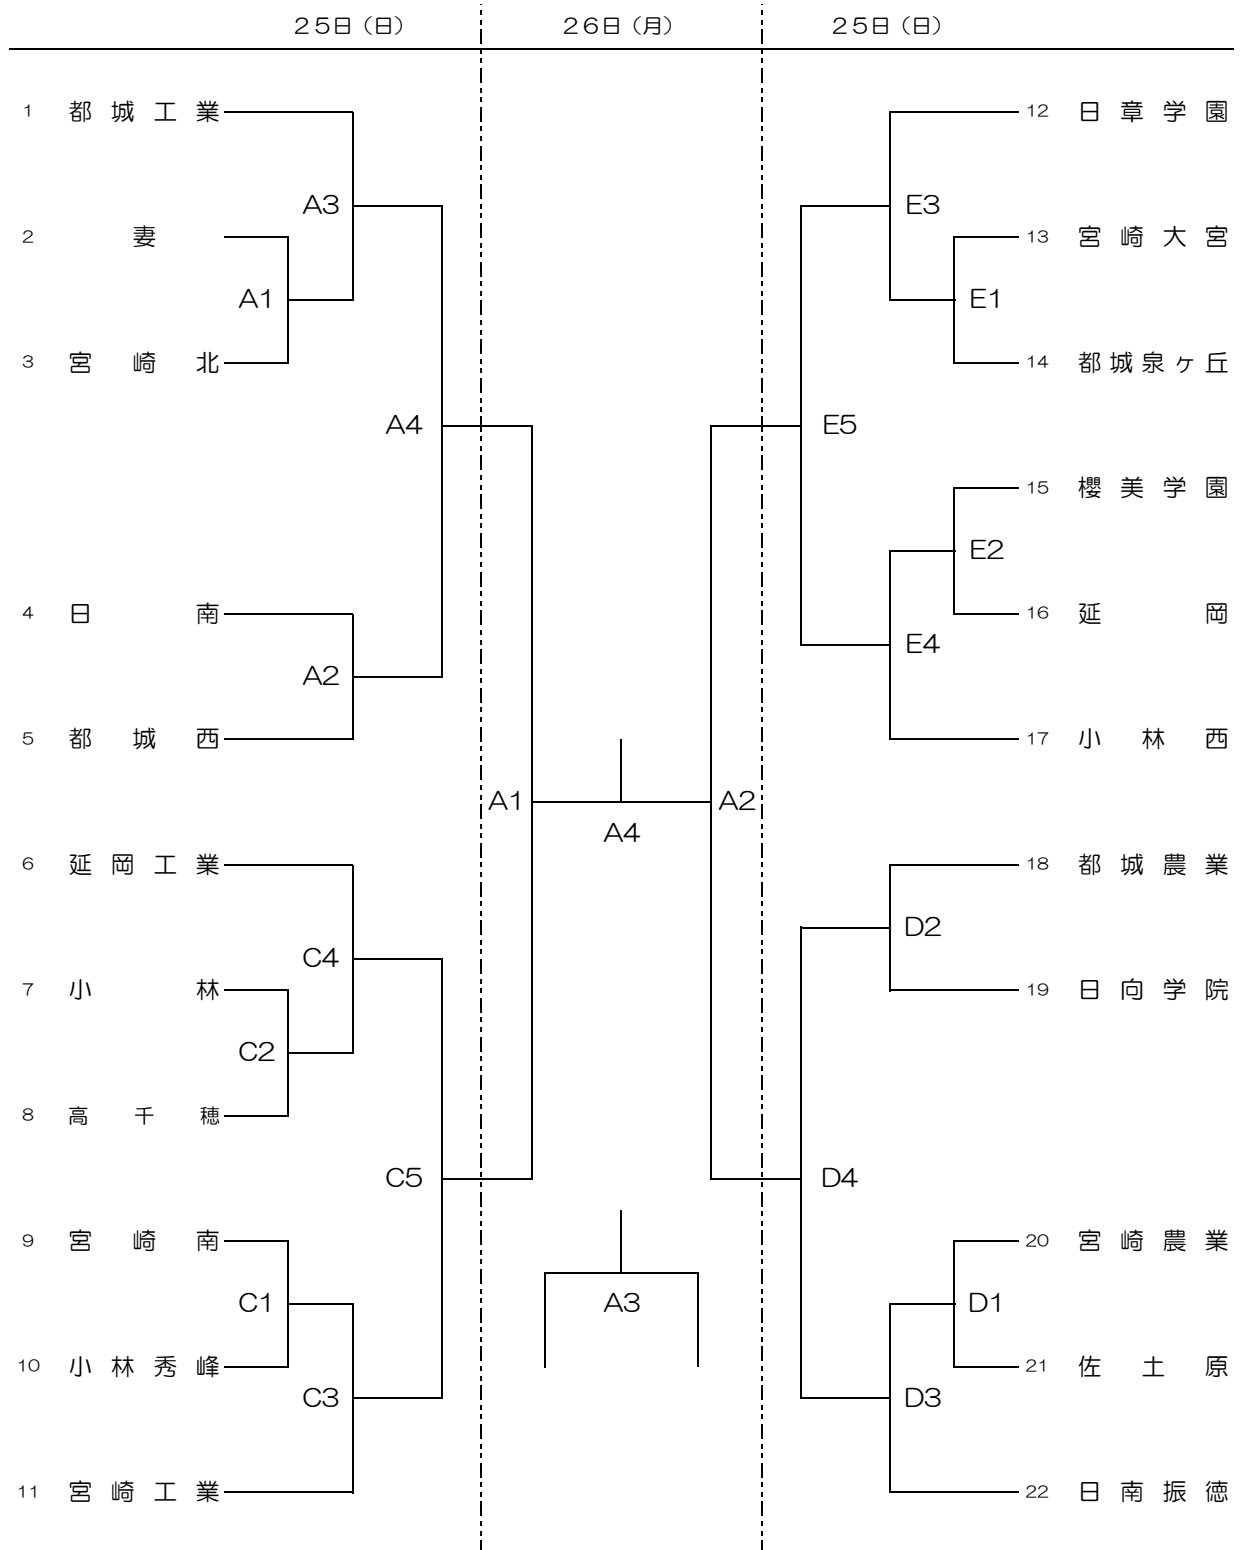 25日（日） 26日（月） 25日（日）
1 都城工業 12 日章学園
A3 E3
2 妻 13 宮崎大宮
A1 E1
3 宮崎北 14 都城泉ヶ丘
A4 E5
15 櫻美学園
E2
4 日南 16 延岡
E4
A2
5 都城西 17 小林西
A1 A2
A4
6 延岡工業 18 都城農業
D2
C4
7 小林 19 日向学院
C2
8 高千穂
C5 D4
9 宮崎南 20 宮崎農業
C1 A3 D1
10 小林秀峰 21 佐土原
C3 D3
11 宮崎工業 22 日南振徳